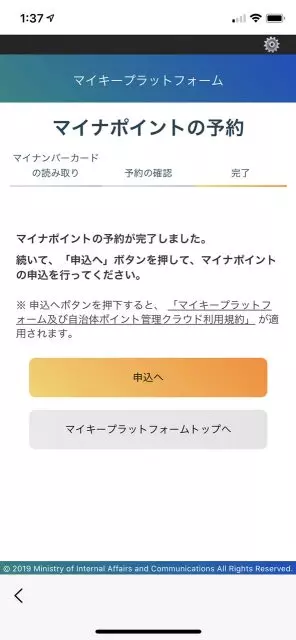 1:37
マイキープラットフォーム
マイナポイントの予約
マイナンバーカード
の読み取り
予約の確認
完了
マイナポイントの予約が完了しました。
続いて、「申込へ」ボタンを押して、マイナポイント
の申込を行ってください。
※ 申込へボタンを押下すると、「マイキープラットフ
ォーム及び自治体ポイント管理クラウド利用規約」 が適
用されます。
申込へ
マイキープラットフォームトップへ
© 2019 Ministry of Internal Affairs and Communications All Rights Reserved.